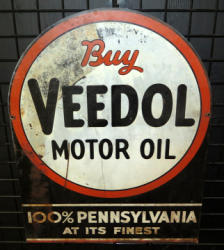 Buy
VEEDOL
MOTOR OIL
100% PENNSYLVANIA
AT ITS FINEST